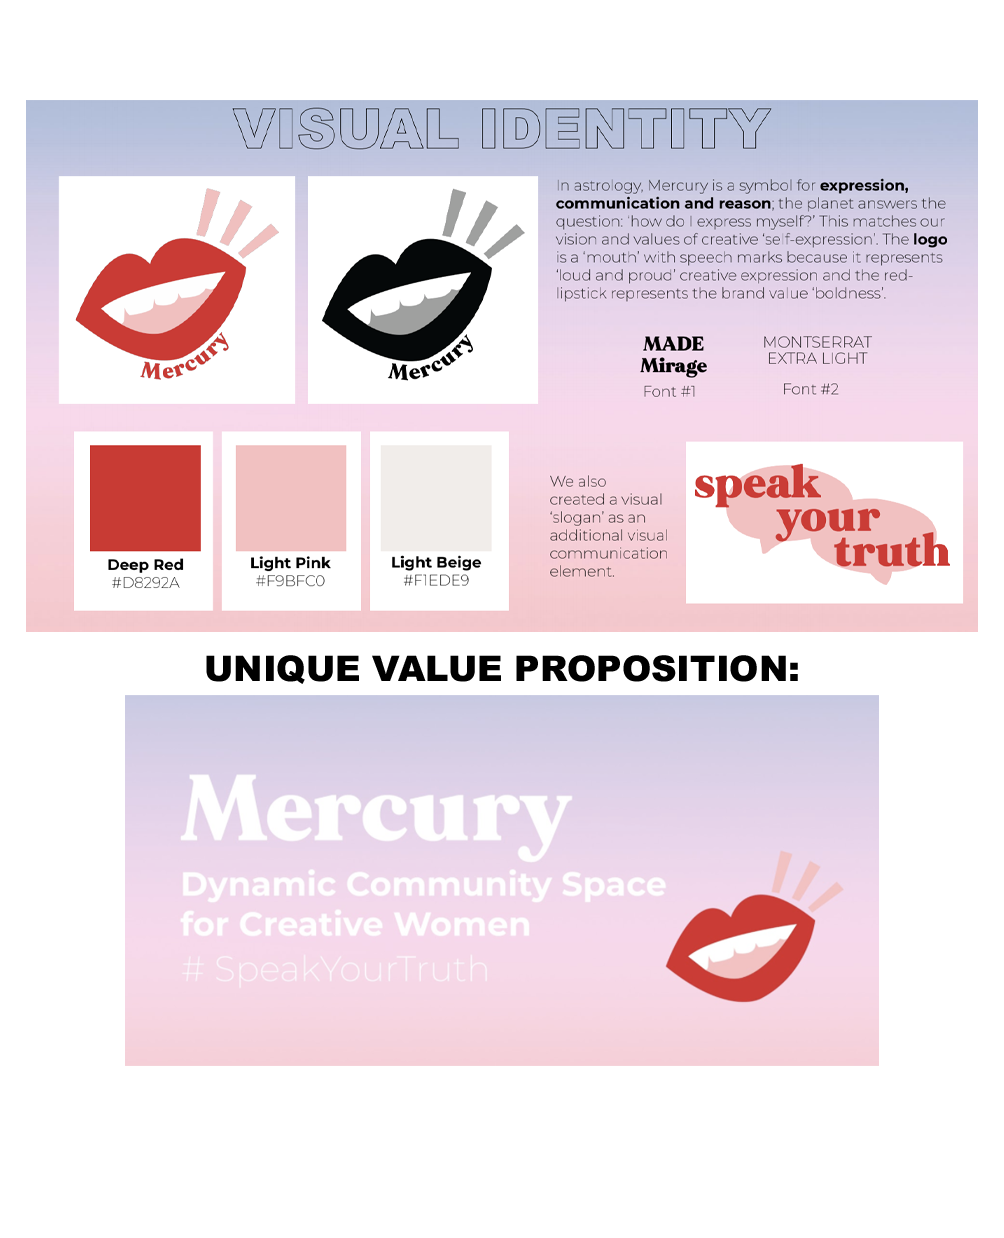 VISUAL IDENTITY
Mercury
Mercury
In astrology, Mercury is a symbol for expression,
communication and reason; the planet answers the
question: ‘how do I express myself?’ This matches our
vision and values of creative ‘self-expression’. The logo
is a ‘mouth’ with speech marks because it represents
‘loud and proud’ creative expression and the red-
lipstick represents the brand value ‘boldness’.
MADE
Mirage
Font #1
MONTSERRAT
EXTRA LIGHT
Font #2
Deep Red
#D8292A
Light Pink
#F9BFC0
Light Beige
#F1EDE9
We also
created a visual
‘slogan’ as an
additional visual
communication
element.
speak
your
truth
UNIQUE VALUE PROPOSITION:
Mercury
Dynamic Community Space
for Creative Women
# SpeakYourTruth